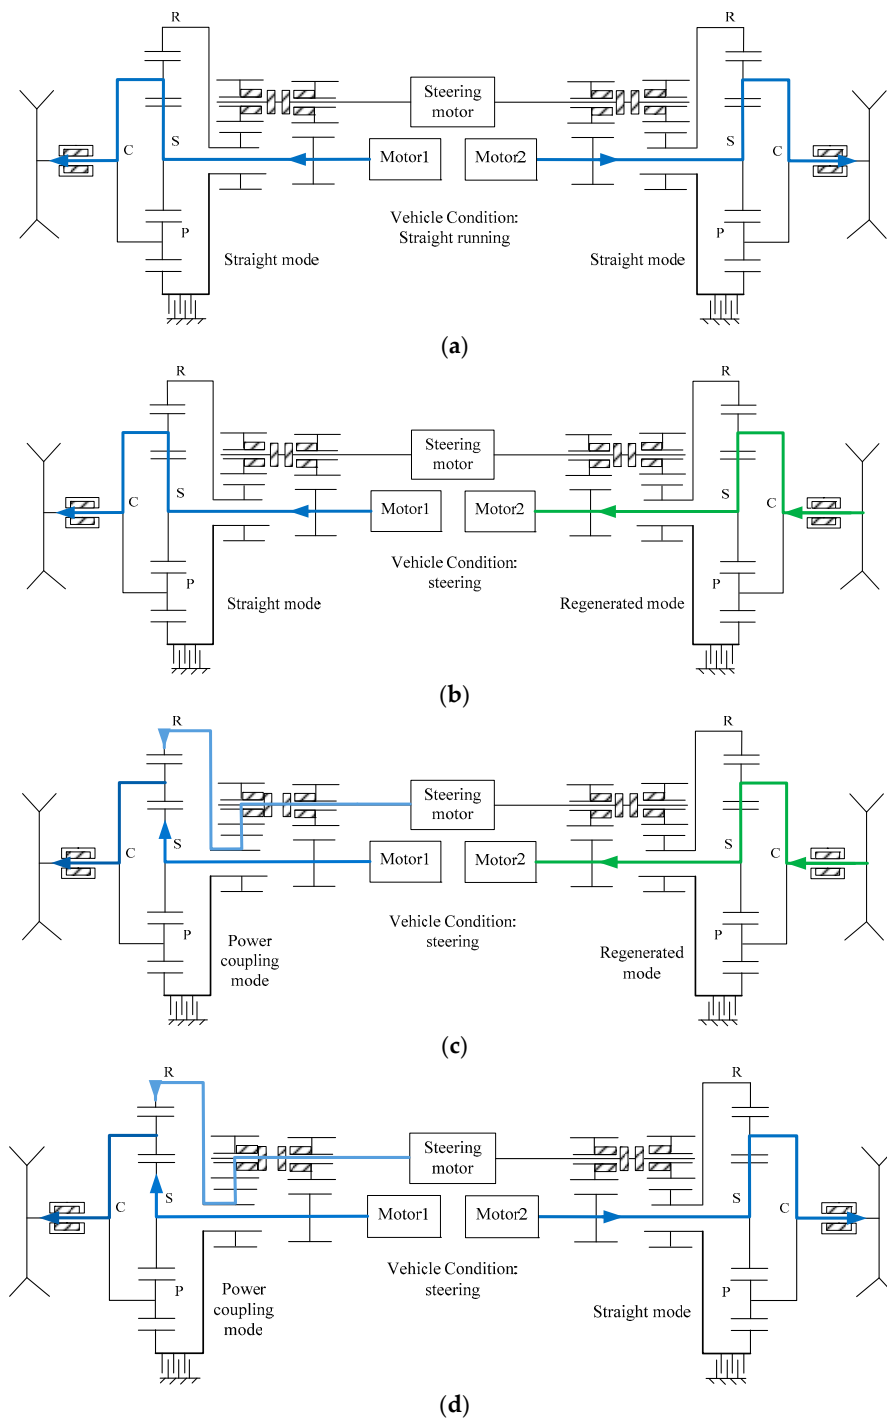 R
R
Steering
motor
C
S
Motor1
Motor2
S
C
P
Vehicle Condition:
Straight running
P
Straight mode
Straight mode
(a)
R
R
Steering
motor
C
S
Motor1
Motor2
S
C
P
Vehicle Condition:
steering
P
Straight mode
Regenerated mode
(b)
R
R
Steering
motor
C
S
Motor1
Motor2
S
C
P
Vehicle Condition:
steering
P
Power
coupling
mode
Regenerated
mode
(c)
R
R
Steering
motor
C
S
Motor1
Motor2
S
C
P
Vehicle Condition:
steering
P
Power
coupling
mode
Straight mode
(d)